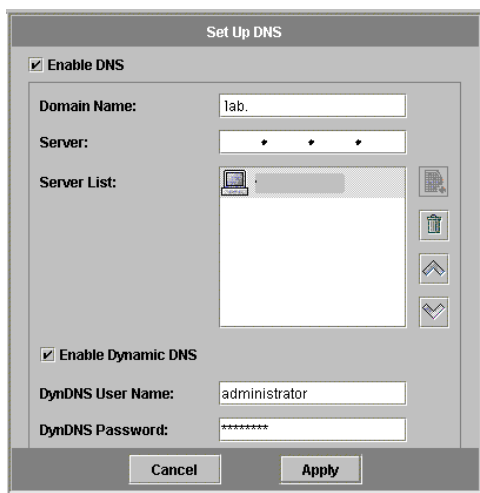 Set Up DNS
Enable DNS
Domain Name: lab.
Server: . . .
Server List:
Enable Dynamic DNS
DynDNS User Name: administrator
DynDNS Password: ********
Cancel Apply